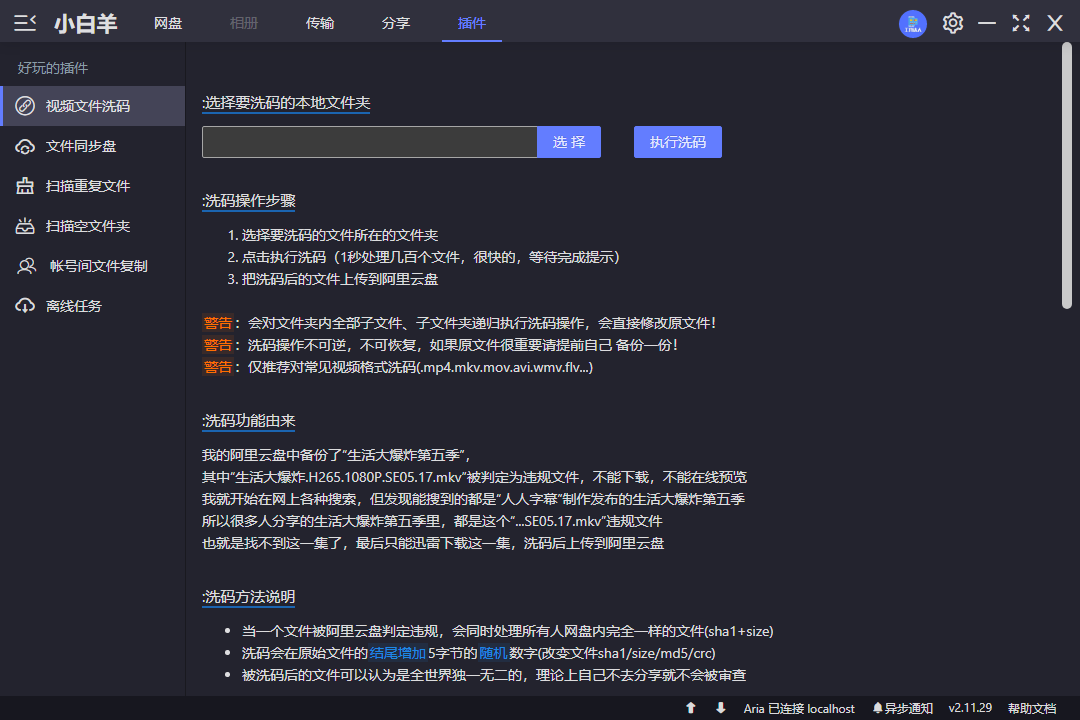 小白羊
网盘
相册
传输
分享
插件
好玩的插件
视频文件洗码
文件同步盘
扫描重复文件
扫描空文件夹
帐号间文件复制
离线任务
:选择要洗码的本地文件夹
选 择
执行洗码
:洗码操作步骤
1. 选择要洗码的文件所在的文件夹
2. 点击执行洗码（1秒处理几百个文件，很快的，等待完成提示）
3. 把洗码后的文件上传到阿里云盘
警告：会对文件夹内全部子文件、子文件夹递归执行洗码操作，会直接修改原文件！
警告：洗码操作不可逆，不可恢复，如果原文件很重要请提前自己 备份一份！
警告：仅推荐对常见视频格式洗码(.mp4.mkv.mov.avi.wmv.flv...)
:洗码功能由来
我的阿里云盘中备份了“生活大爆炸第五季”，
其中“生活大爆炸.H265.1080P.SE05.17.mkv”被判定为违规文件，不能下载，不能在线预览
我就开始在网上各种搜索，但发现能搜到的都是“人人字幕”制作发布的生活大爆炸第五季
所以很多人分享的生活大爆炸第五季里，都是这个“...SE05.17.mkv”违规文件
也就是找不到这一集了，最后只能迅雷下载这一集，洗码后上传到阿里云盘
:洗码方法说明
• 当一个文件被阿里云盘判定违规，会同时处理所有人网盘内完全一样的文件(sha1+size)
• 洗码会在原始文件的结尾增加5字节的随机数字(改变文件sha1/size/md5/crc)
• 被洗码后的文件可以认为是全世界独一无二的，理论上自己不去分享就不会被审查
Aria 已连接 localhost
异步通知
v2.11.29
帮助文档